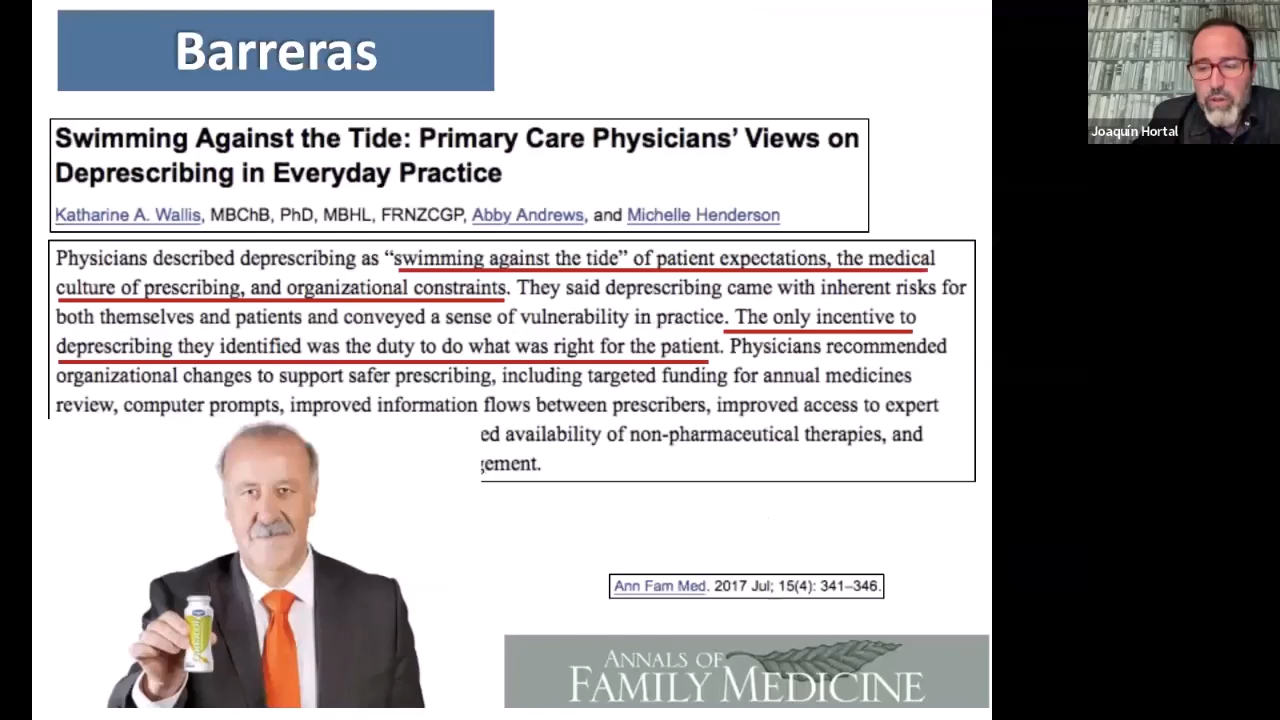 Barreras
Joaquín Hortal
Swimming Against the Tide: Primary Care Physicians’ Views on
Deprescribing in Everyday Practice
Katharine A. Wallis, MBChB, PhD, MBHL, FRNZCGP, Abby Andrews, and Michelle Henderson
Physicians described deprescribing as “swimming against the tide” of patient expectations, the medical
culture of prescribing, and organizational constraints. They said deprescribing came with inherent risks for
both themselves and patients and conveyed a sense of vulnerability in practice. The only incentive to
deprescribing they identified was the duty to do what was right for the patient. Physicians recommended
organizational changes to support safer prescribing, including targeted funding for annual medicines
review, computer prompts, improved information flows between prescribers, improved access to expert
ed availability of non-pharmaceutical therapies, and
gement.
Ann Fam Med. 2017 Jul; 15(4): 341–346.
ANNALS OF
FAMILY MEDICINE